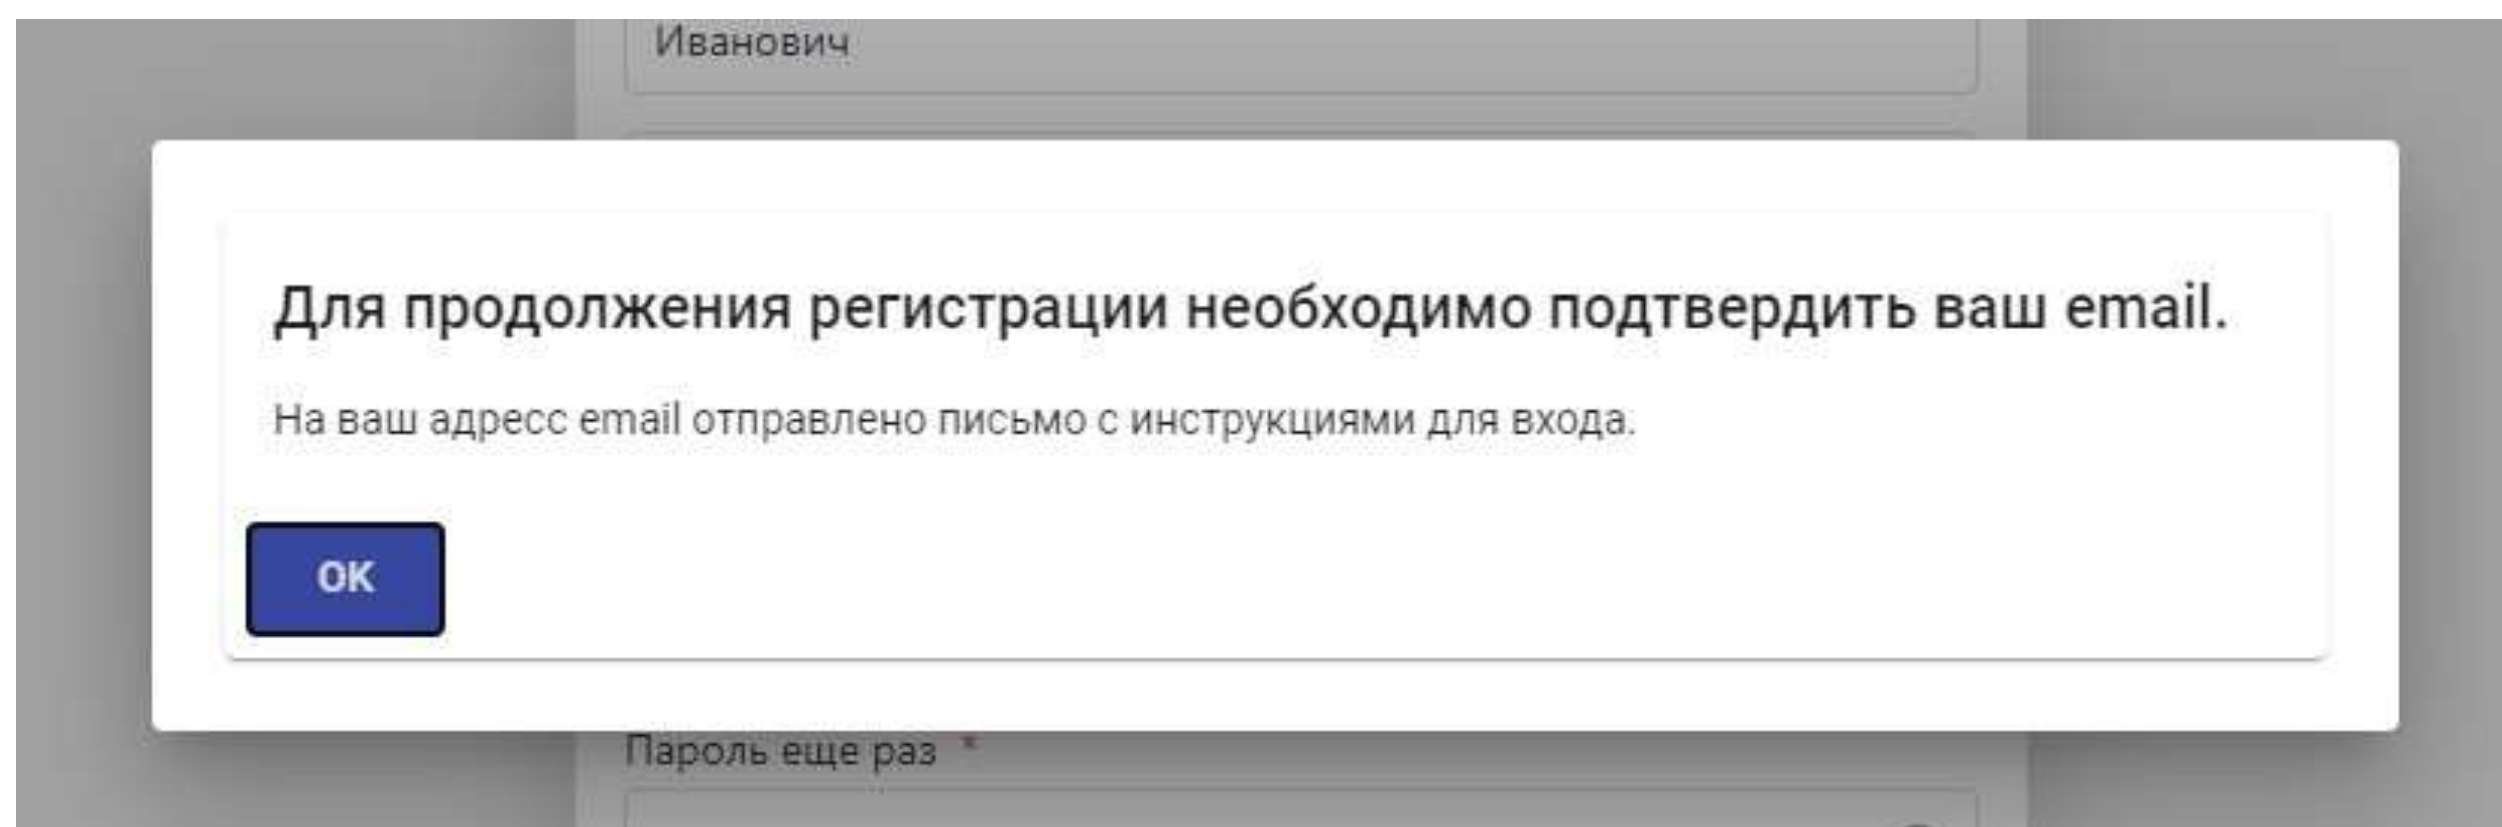 Иванович
Для продолжения регистрации необходимо подтвердить ваш email.
На ваш адресс email отправлено письмо с инструкциями для входа.
ОК
Пароль еще раз *